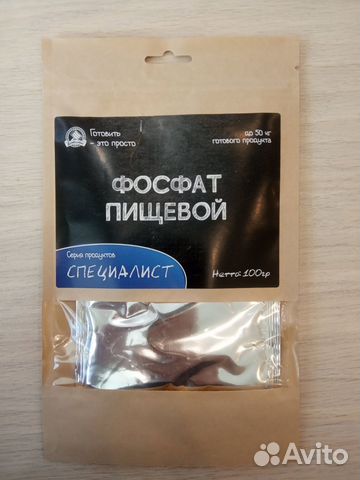 Готовить
- это просто
до 50 кг
готового продукта
ФОСФАТ
ПИЩЕВОЙ
Серия продуктов
СПЕЦИАЛИСТ
Нетто: 100гр
Avito